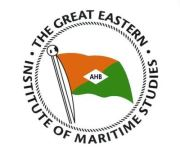 · THE GREAT EASTERN ·
INSTITUTE OF MARITIME STUDIES
AHB